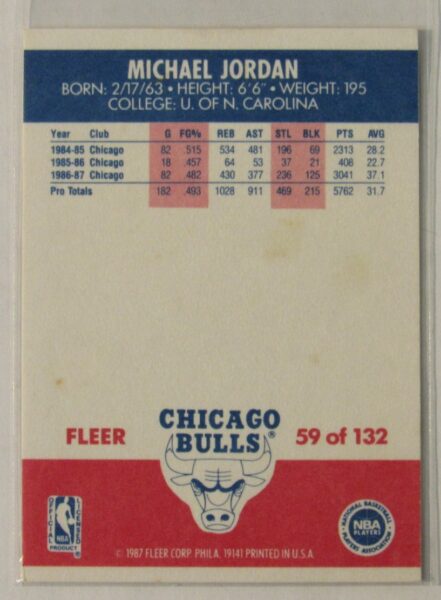 MICHAEL JORDAN
BORN: 2/17/63 • HEIGHT: 6'6" • WEIGHT: 195
COLLEGE: U. OF N. CAROLINA
Year Club G FG% REB AST STL BLK PTS AVG
1984-85 Chicago 82 .515 534 481 196 69 2313 28.2
1985-86 Chicago 18 .457 64 53 37 21 408 22.7
1986-87 Chicago 82 .482 430 377 236 125 3041 37.1
Pro Totals 182 .493 1028 911 469 215 5762 31.7
FLEER
CHICAGO
BULLS®
59 of 132
OFFICIAL LICENSED
NBA
PRODUCT
NATIONAL BASKETBALL
NBA
PLAYERS
PLAYERS ASSOCIATION
© 1987 FLEER CORP. PHILA. 19141 PRINTED IN U.S.A